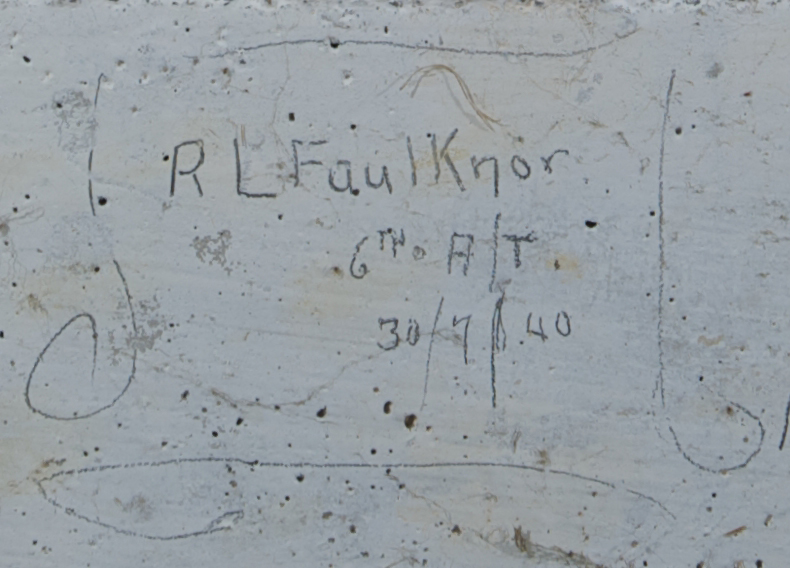 R L FaulKnor
6TH. A/T.
30/7/40